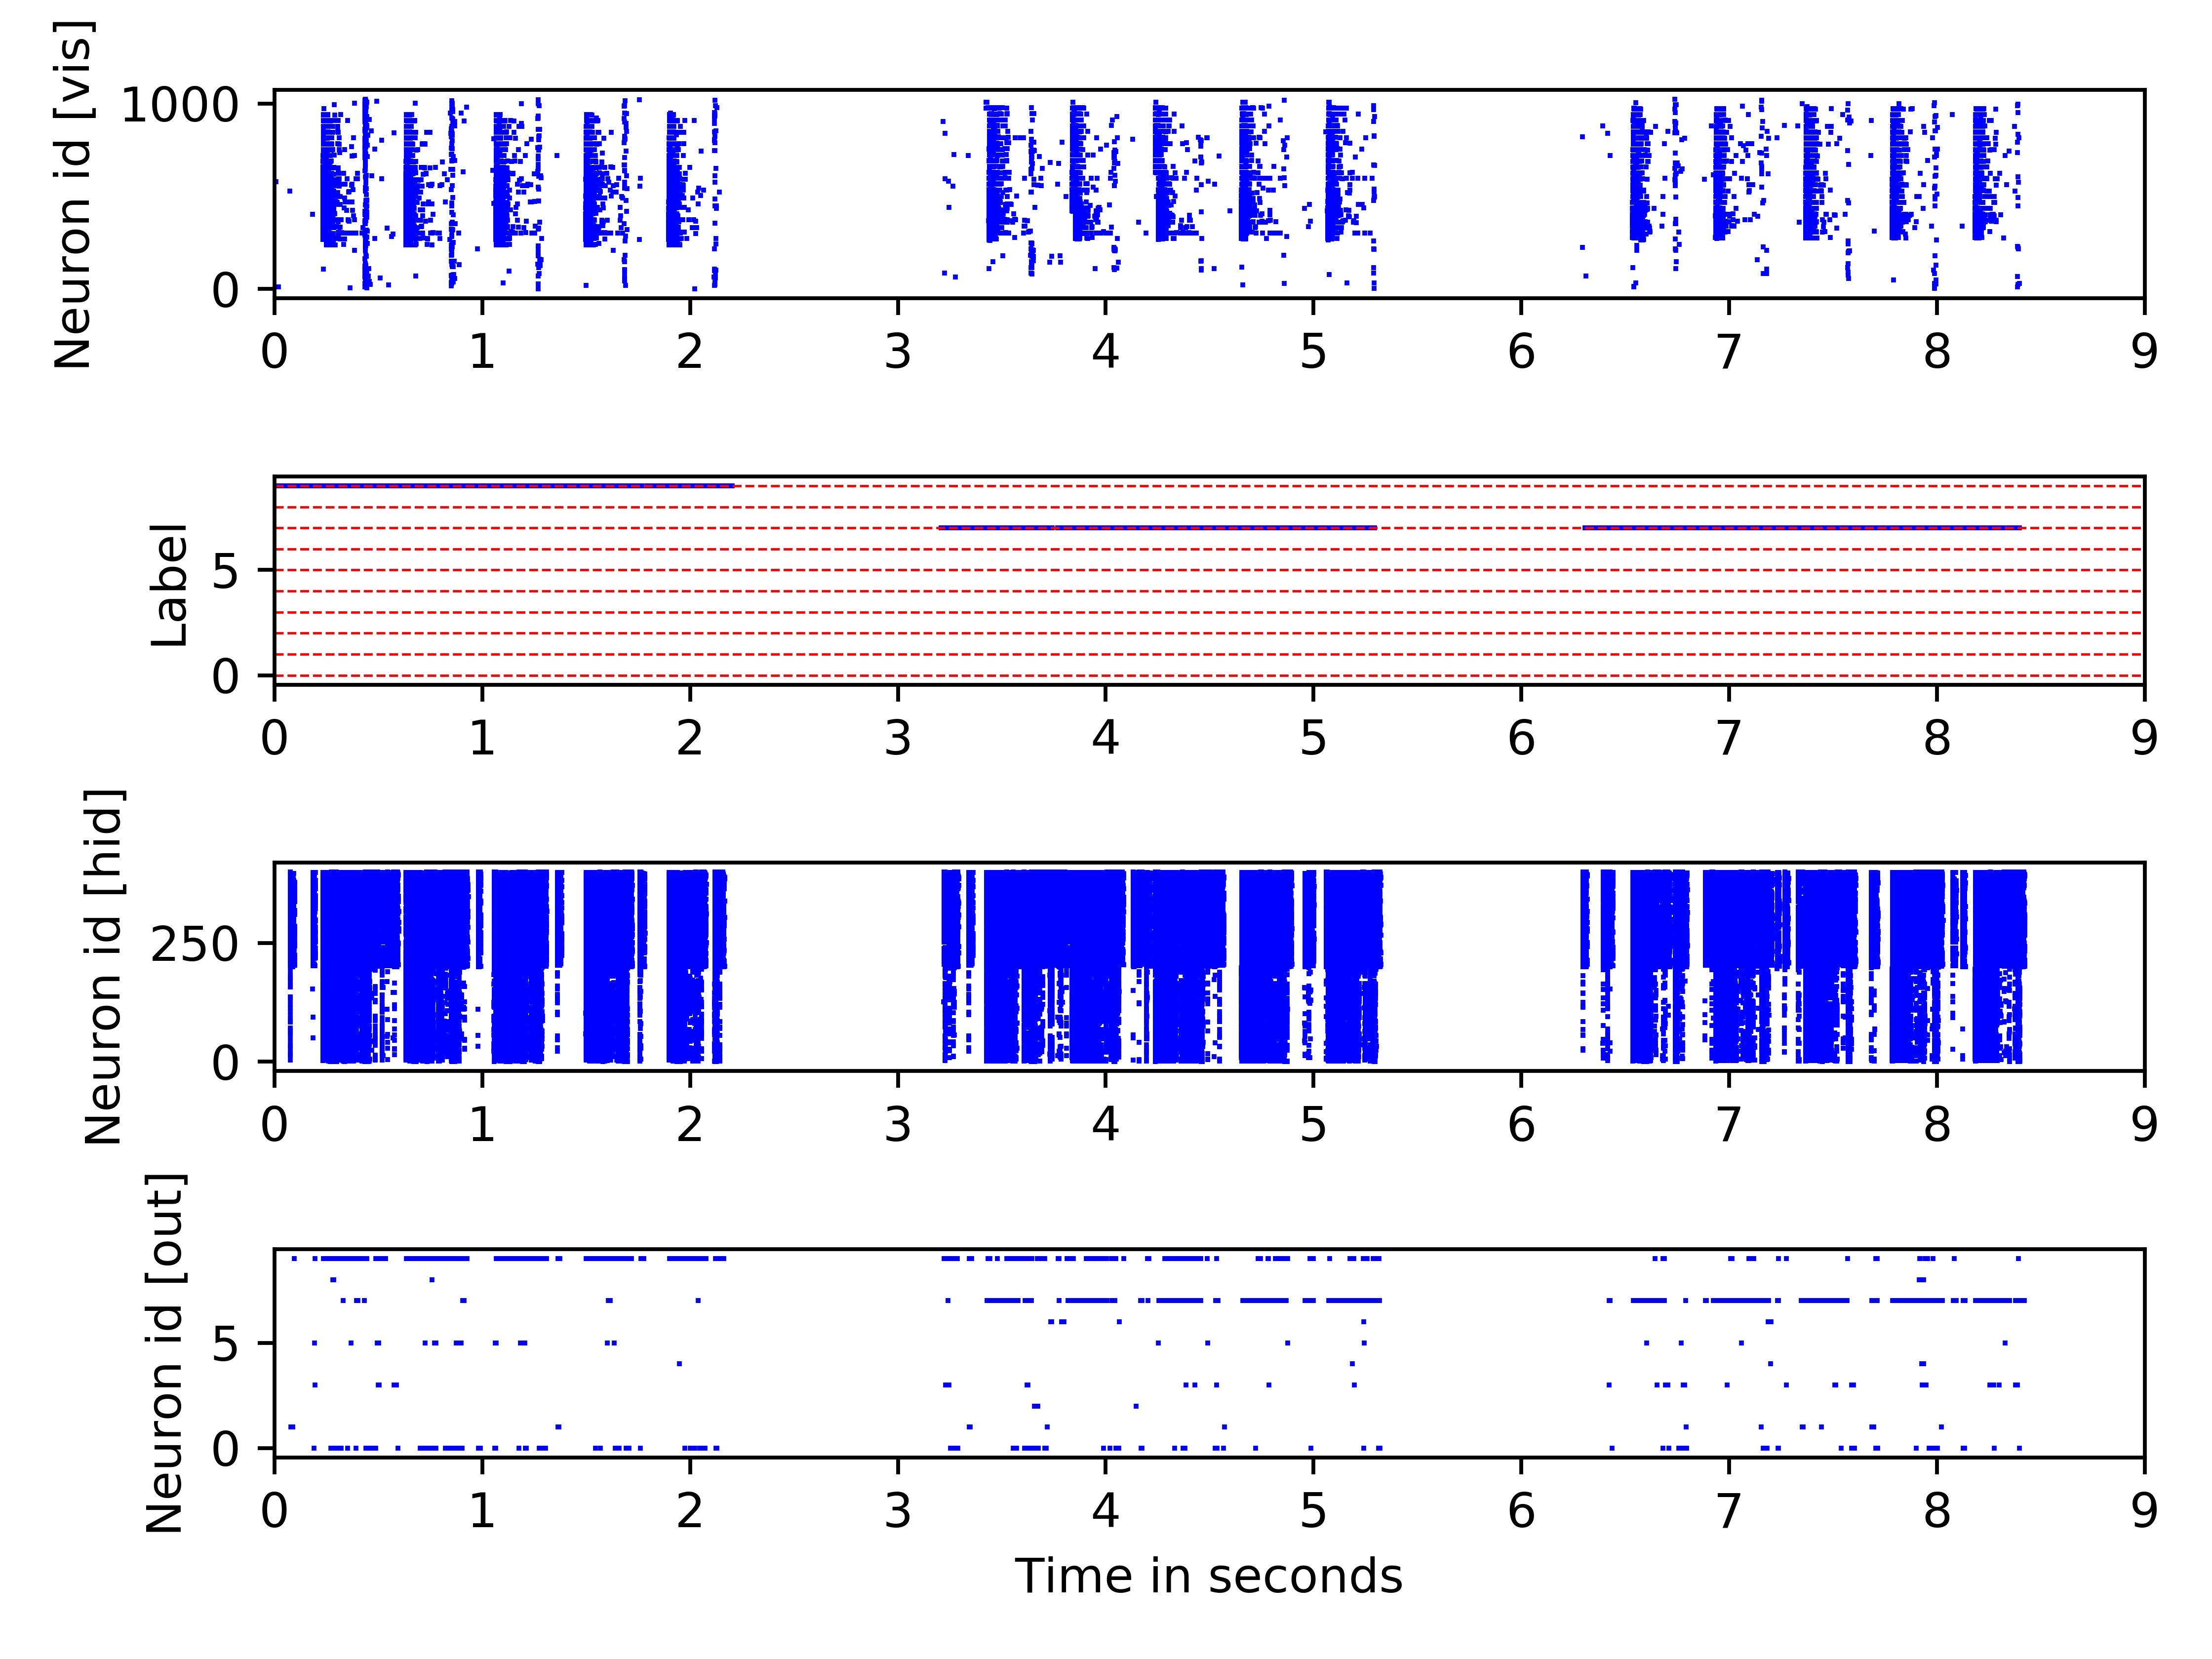 Neuron id [vis]
1000
0
0 1 2 3 4 5 6 7 8 9
Label
5
0
0 1 2 3 4 5 6 7 8 9
Neuron id [hid]
250
0
0 1 2 3 4 5 6 7 8 9
Neuron id [out]
5
0
0 1 2 3 4 5 6 7 8 9
Time in seconds